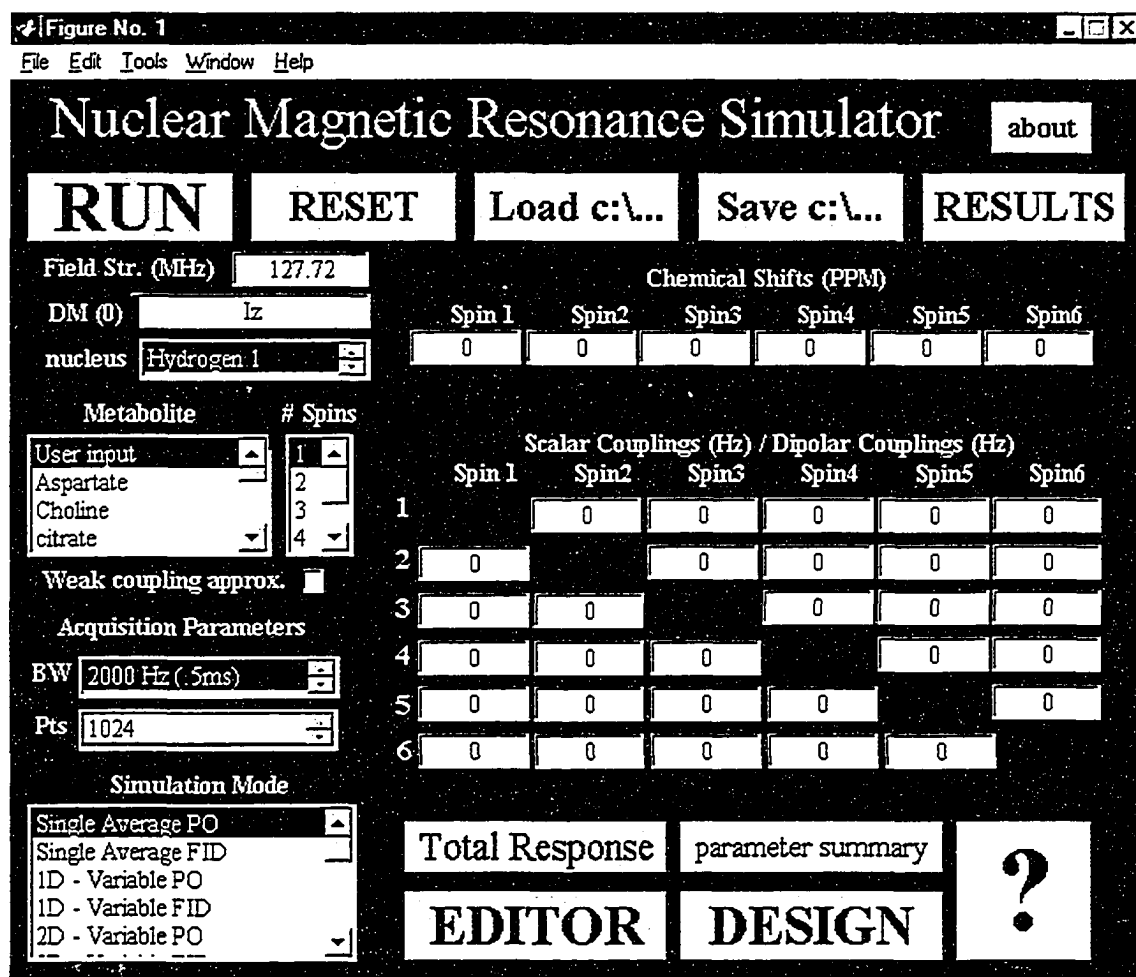 Figure No. 1
File Edit Tools Window Help
Nuclear Magnetic Resonance Simulator about
RUN RESET Load c:\... Save c:\... RESULTS
Field Str. (MHz) 127.72
DM (0) Iz
nucleus Hydrogen 1
Chemical Shifts (PPM)
Spin 1 Spin2 Spin3 Spin4 Spin5 Spin6
0 0 0 0 0 0
Metabolite # Spins
User input 1
Aspartate 2
Choline 3
citrate 4
Weak coupling approx.
Acquisition Parameters
BW 2000 Hz (.5ms)
Pts 1024
Scalar Couplings (Hz) / Dipolar Couplings (Hz)
Spin 1 Spin2 Spin3 Spin4 Spin5 Spin6
1 0 0 0 0 0
2 0 0 0 0 0
3 0 0 0 0 0
4 0 0 0 0 0
5 0 0 0 0 0
6 0 0 0 0 0
Simulation Mode
Single Average PO
Single Average FID
1D - Variable PO
1D - Variable FID
2D - Variable PO
Total Response parameter summary
EDITOR DESIGN ?